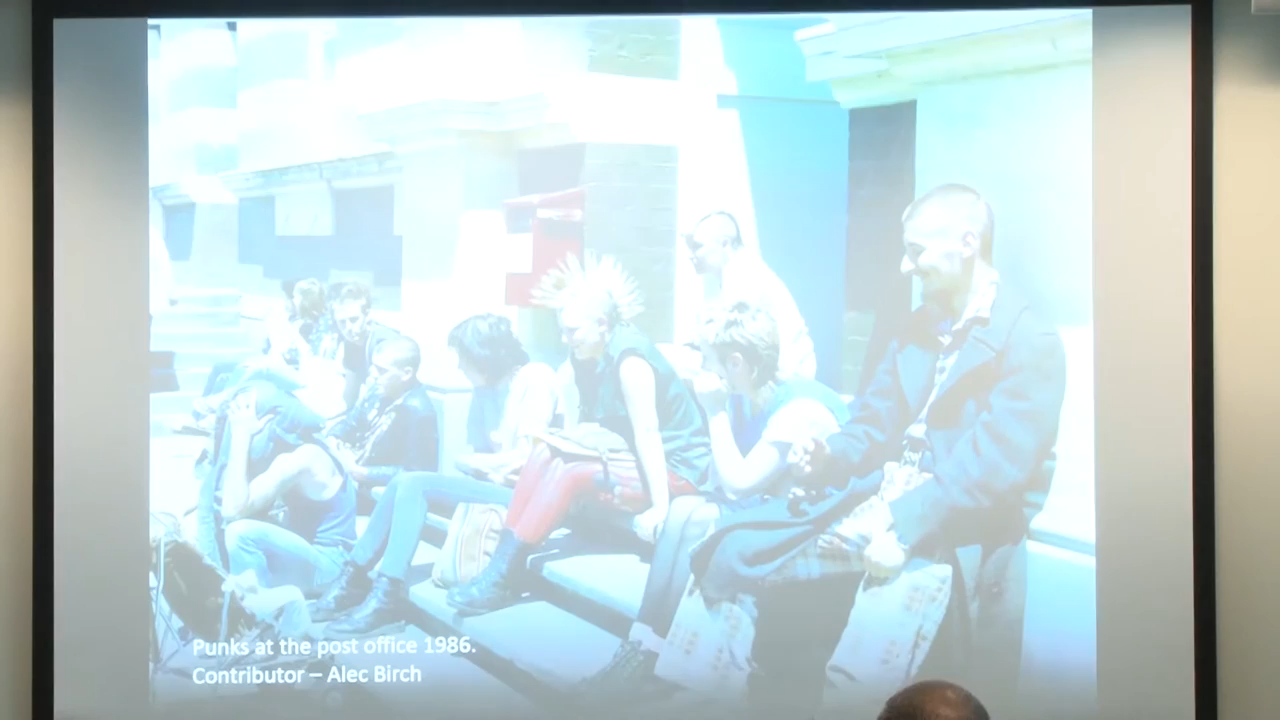 Punks at the post office 1986.
Contributor – Alec Birch